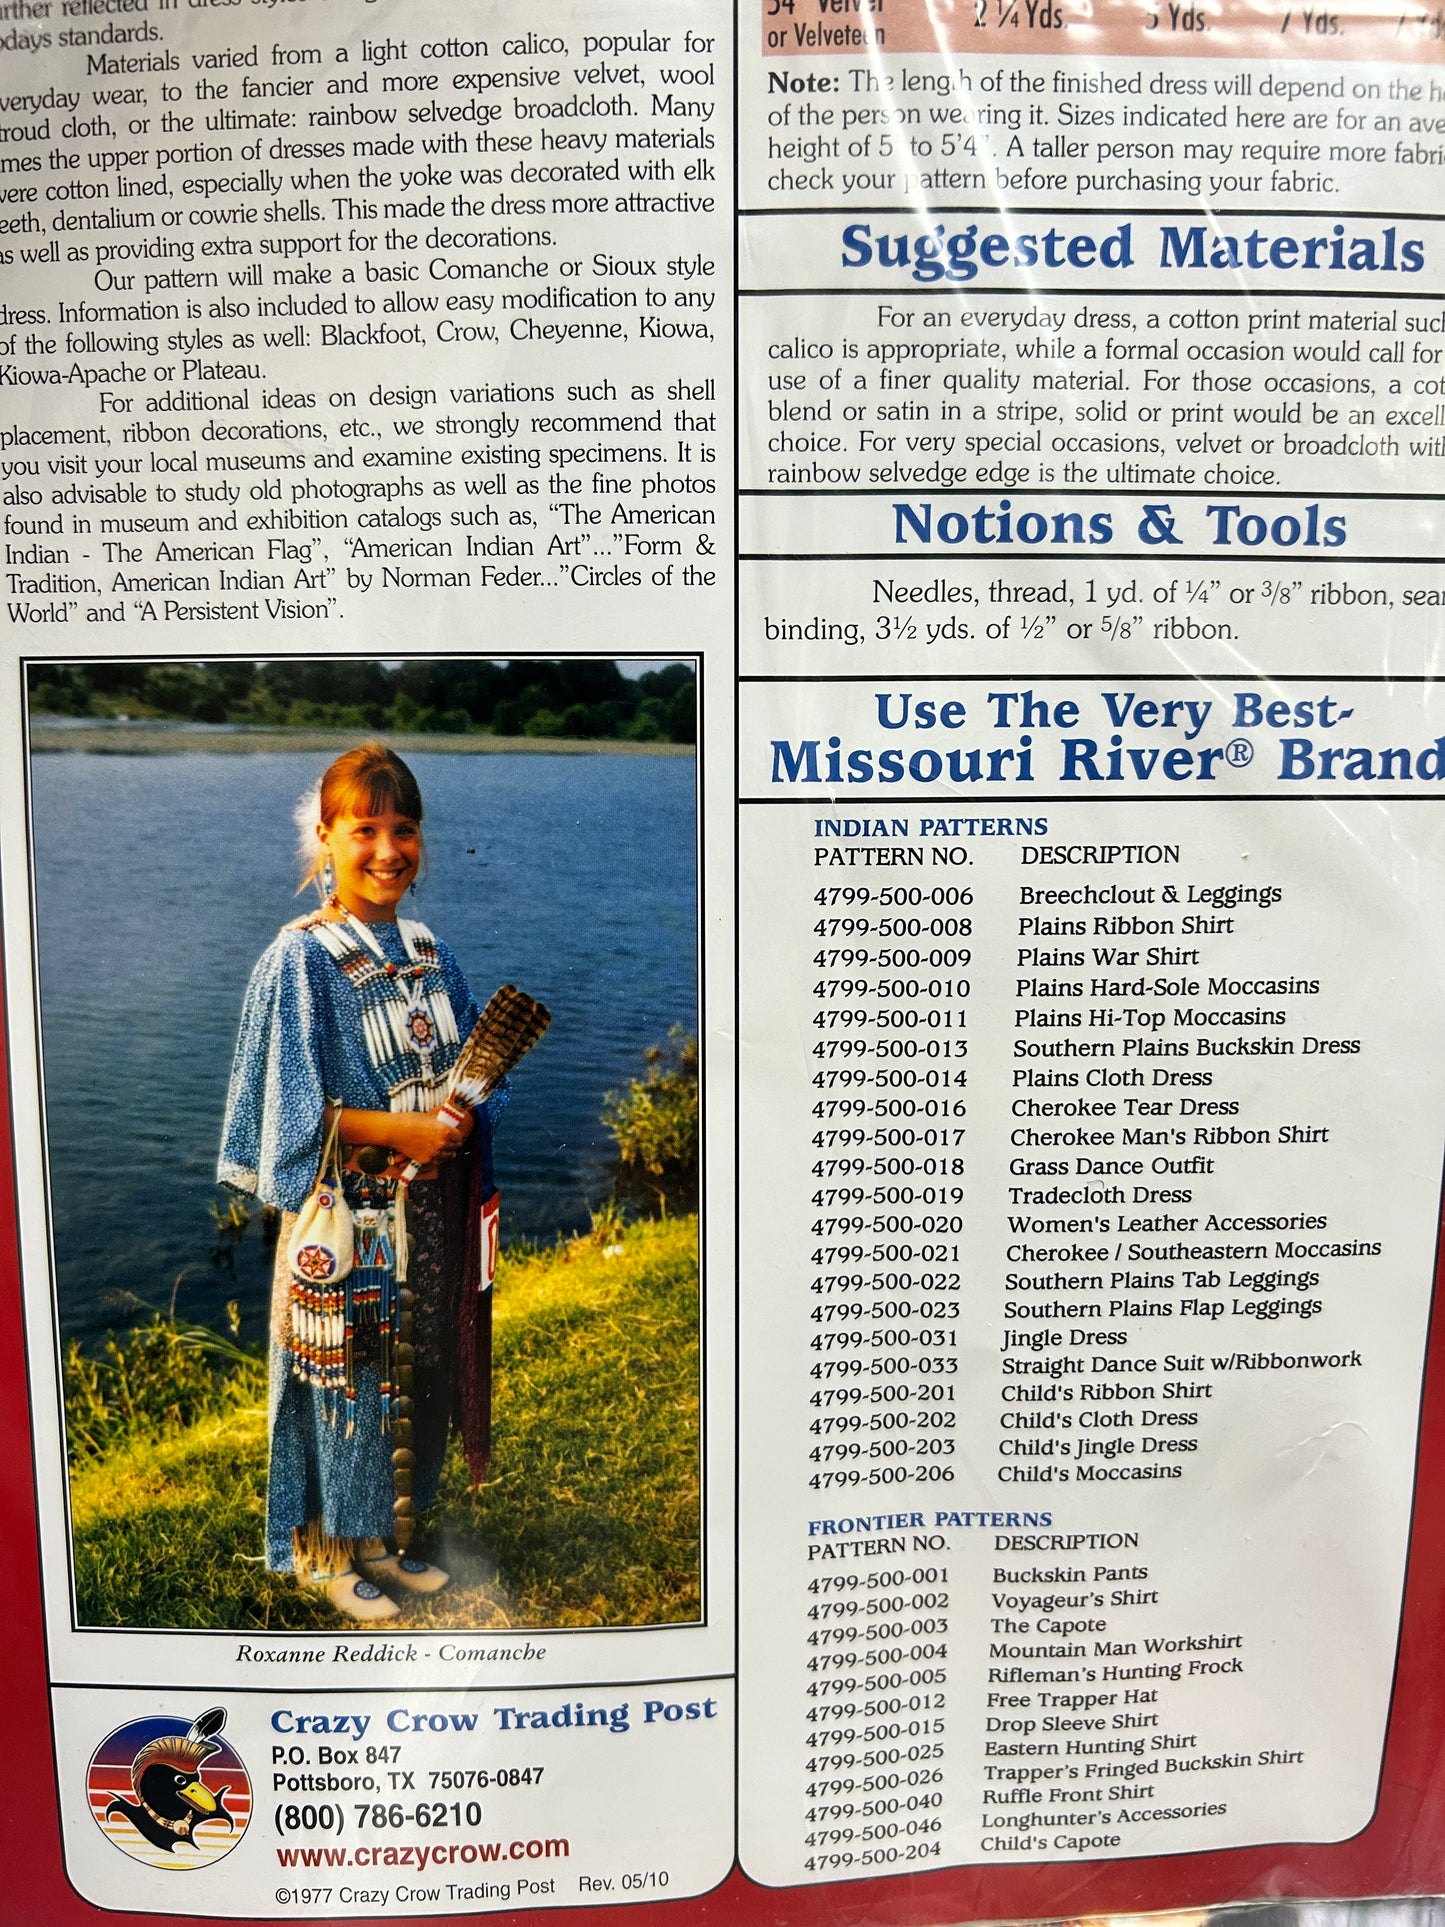 further reflected in dress styles
todays standards.
Materials varied from a light cotton calico, popular for
everyday wear, to the fancier and more expensive velvet, wool
troud cloth, or the ultimate: rainbow selvedge broadcloth. Many
mes the upper portion of dresses made with these heavy materials
were cotton lined, especially when the yoke was decorated with elk
eeth, dentalium or cowrie shells. This made the dress more attractive
as well as providing extra support for the decorations.
Our pattern will make a basic Comanche or Sioux style
dress. Information is also included to allow easy modification to any
of the following styles as well: Blackfoot, Crow, Cheyenne, Kiowa,
Kiowa-Apache or Plateau.
For additional ideas on design variations such as shell
placement, ribbon decorations, etc., we strongly recommend that
you visit your local museums and examine existing specimens. It is
also advisable to study old photographs as well as the fine photos
found in museum and exhibition catalogs such as, “The American
Indian - The American Flag”, “American Indian Art”...”Form &
Tradition, American Indian Art” by Norman Feder...”Circles of the
World” and “A Persistent Vision”.
Roxanne Reddick - Comanche
Crazy Crow Trading Post
P.O. Box 847
Pottsboro, TX 75076-0847
(800) 786-6210
www.crazycrow.com
©1977 Crazy Crow Trading Post Rev. 05/10
54" Velvet 2 ¼ Yds. 5 Yds. 7 Yds.
or Velveteen
Note: The length of the finished dress will depend on the
of the person wearing it. Sizes indicated here are for an ave
height of 5' to 5'4". A taller person may require more fabri
check your pattern before purchasing your fabric.
Suggested Materials
For an everyday dress, a cotton print material such
calico is appropriate, while a formal occasion would call for
use of a finer quality material. For those occasions, a cot
blend or satin in a stripe, solid or print would be an excell
choice. For very special occasions, velvet or broadcloth with
rainbow selvedge edge is the ultimate choice.
Notions & Tools
Needles, thread, 1 yd. of ¼” or 3/8” ribbon, sear
binding, 3½ yds. of ½” or 5/8” ribbon.
Use The Very Best-
Missouri River® Brand
INDIAN PATTERNS
PATTERN NO. DESCRIPTION
4799-500-006 Breechclout & Leggings
4799-500-008 Plains Ribbon Shirt
4799-500-009 Plains War Shirt
4799-500-010 Plains Hard-Sole Moccasins
4799-500-011 Plains Hi-Top Moccasins
4799-500-013 Southern Plains Buckskin Dress
4799-500-014 Plains Cloth Dress
4799-500-016 Cherokee Tear Dress
4799-500-017 Cherokee Man's Ribbon Shirt
4799-500-018 Grass Dance Outfit
4799-500-019 Tradecloth Dress
4799-500-020 Women's Leather Accessories
4799-500-021 Cherokee / Southeastern Moccasins
4799-500-022 Southern Plains Tab Leggings
4799-500-023 Southern Plains Flap Leggings
4799-500-031 Jingle Dress
4799-500-033 Straight Dance Suit w/Ribbonwork
4799-500-201 Child's Ribbon Shirt
4799-500-202 Child's Cloth Dress
4799-500-203 Child's Jingle Dress
4799-500-206 Child's Moccasins
FRONTIER PATTERNS
PATTERN NO. DESCRIPTION
4799-500-001 Buckskin Pants
4799-500-002 Voyageur's Shirt
4799-500-003 The Capote
4799-500-004 Mountain Man Workshirt
4799-500-005 Rifleman's Hunting Frock
4799-500-012 Free Trapper Hat
4799-500-015 Drop Sleeve Shirt
4799-500-025 Eastern Hunting Shirt
4799-500-026 Trapper's Fringed Buckskin Shirt
4799-500-040 Ruffle Front Shirt
4799-500-046 Longhunter's Accessories
4799-500-204 Child's Capote